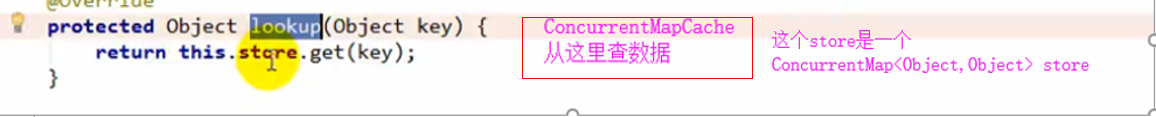 @Override
protected Object lookup(Object key) {
return this.store.get(key);
}
ConcurrentMapCache
从这里查数据
这个store是一个
ConcurrentMap<Object,Object> store